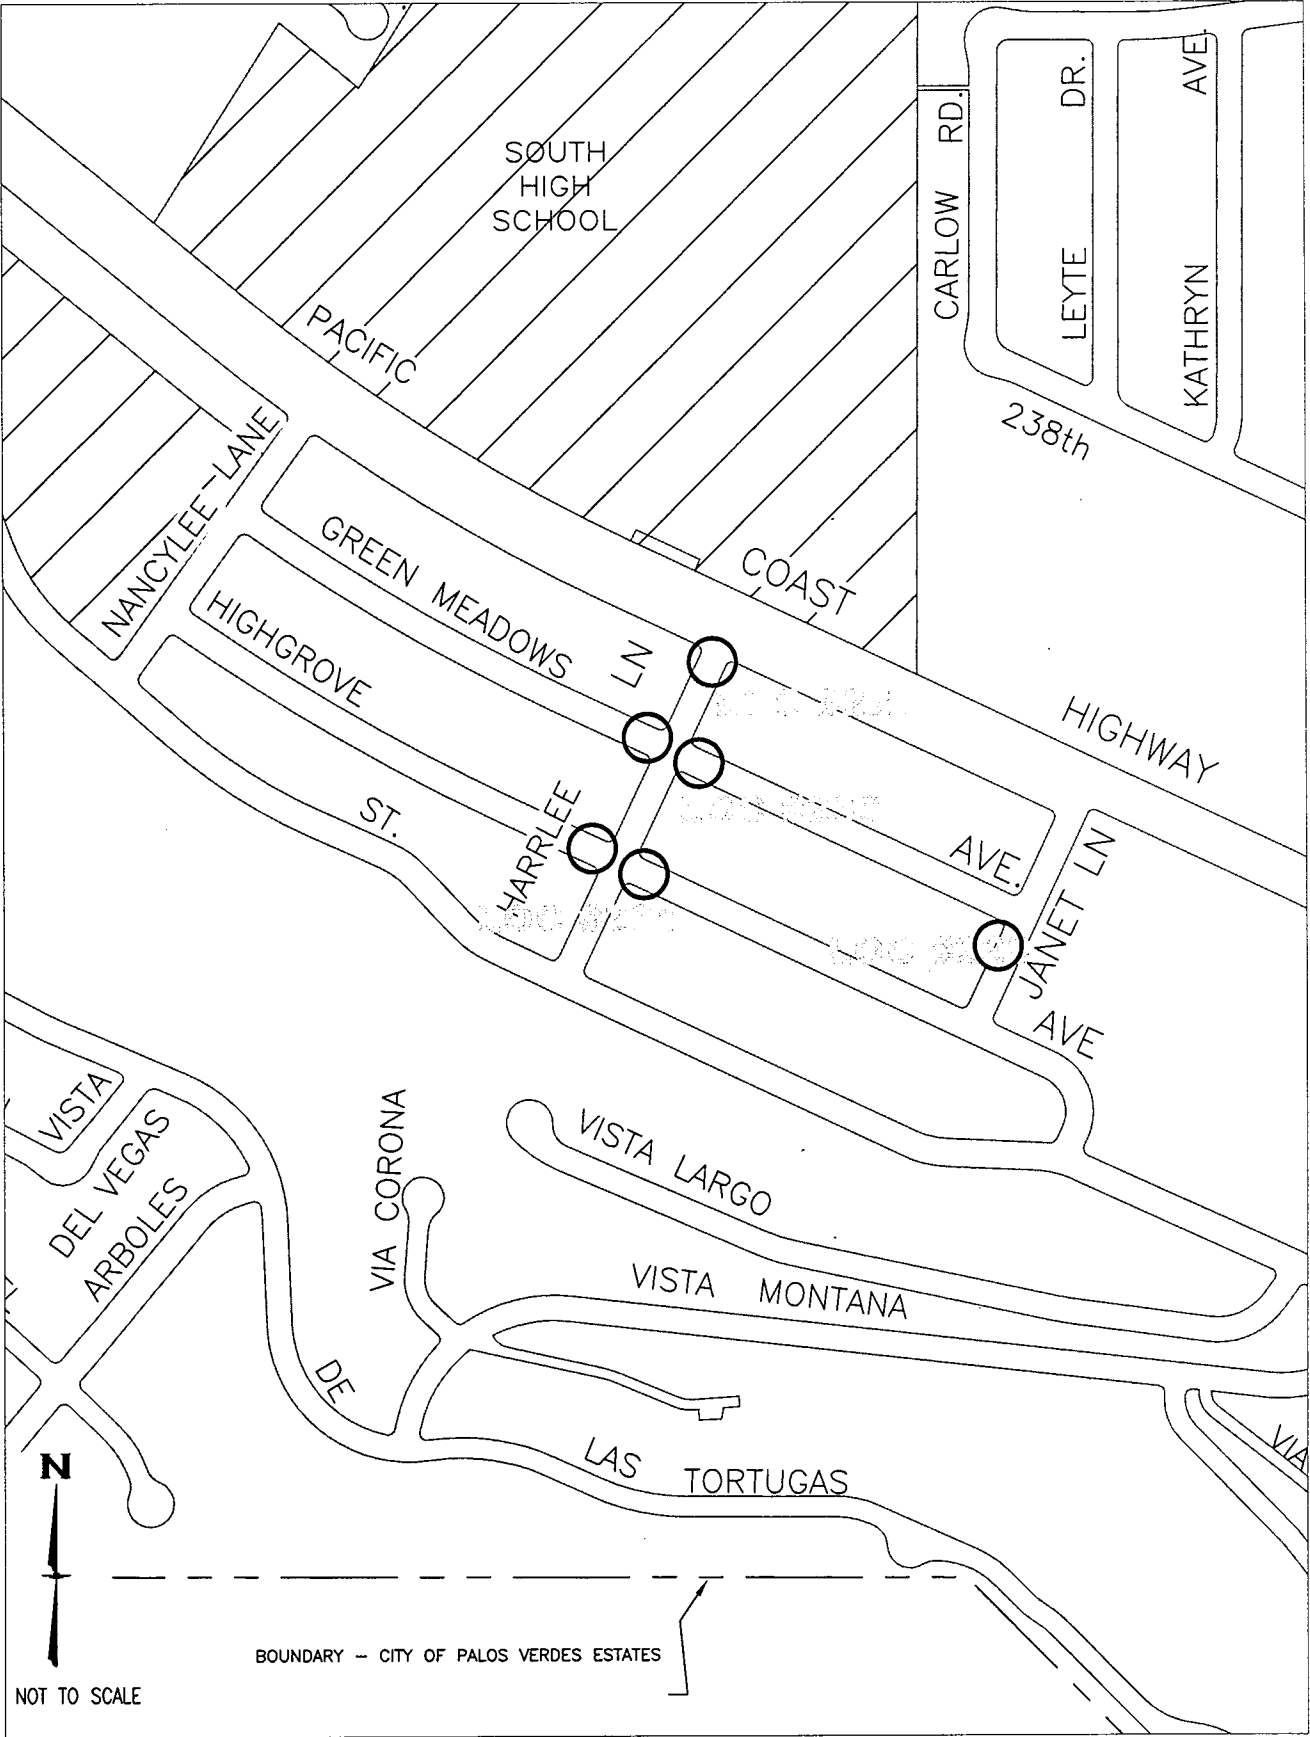 SOUTH
HIGH
SCHOOL
CARLOW RD.
LEYTE DR.
KATHRYN AVE.
238th
PACIFIC
COAST
HIGHWAY
NANCYLEE LANE
GREEN MEADOWS
AVE.
HIGHGROVE
AVE
HARRLEE
LN
JANET LN
ST.
VISTA
DEL VEGAS
ARBOLES
VIA CORONA
VISTA LARGO
VISTA MONTANA
DE
LAS TORTUGAS
VIA
N
BOUNDARY – CITY OF PALOS VERDES ESTATES
NOT TO SCALE